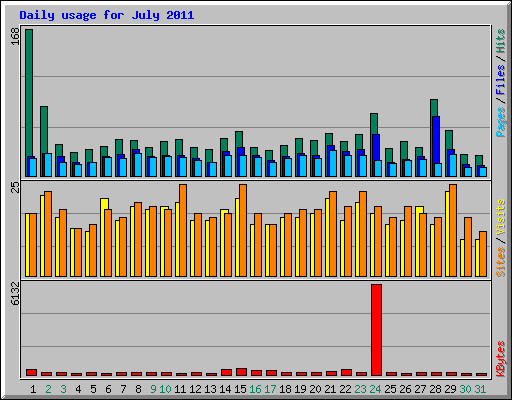 Daily usage for July 2011
168
Pages / Files / Hits
25
Sites / Visits
6132
KBytes
1 2 3 4 5 6 7 8 9 10 11 12 13 14 15 16 17 18 19 20 21 22 23 24 25 26 27 28 29 30 31